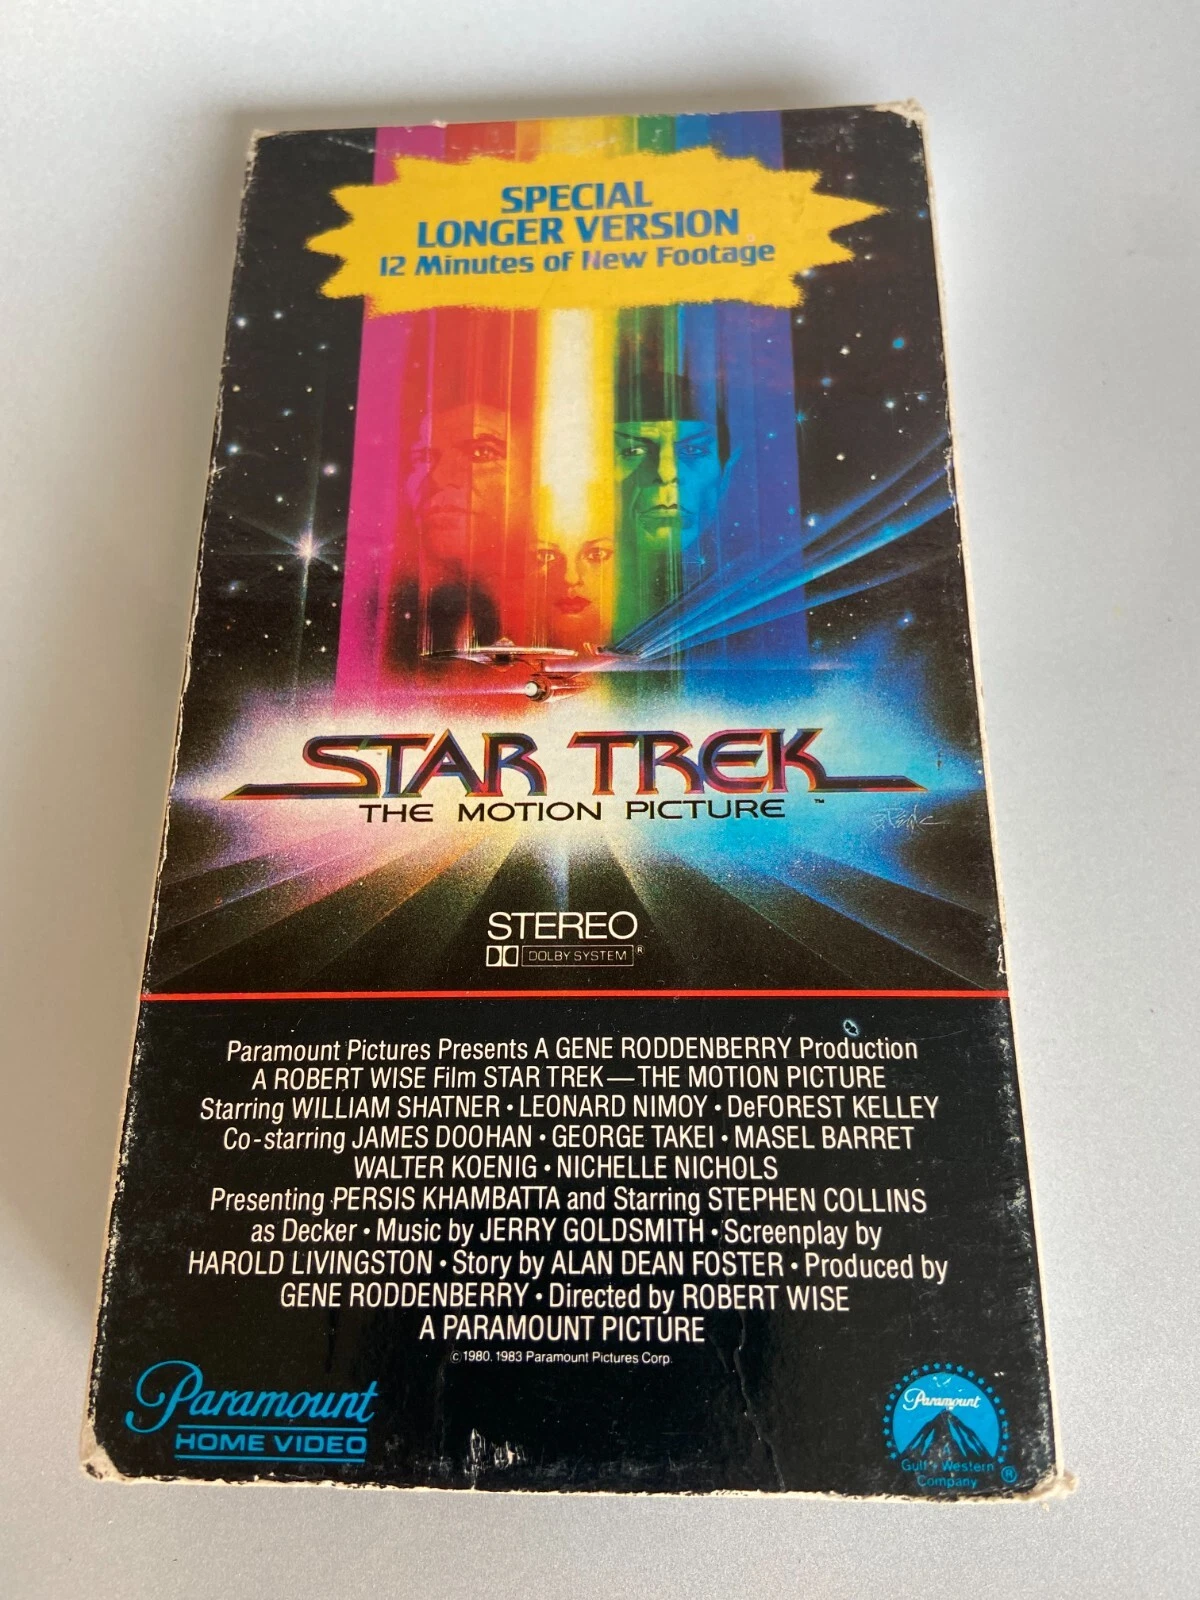 SPECIAL
LONGER VERSION
12 Minutes of New Footage
STAR TREK
THE MOTION PICTURE ™
STEREO
DOLBY SYSTEM ®
Paramount Pictures Presents A GENE RODDENBERRY Production
A ROBERT WISE Film STAR TREK—THE MOTION PICTURE
Starring WILLIAM SHATNER • LEONARD NIMOY • DeFOREST KELLEY
Co-starring JAMES DOOHAN • GEORGE TAKEI • MASEL BARRET
WALTER KOENIG • NICHELLE NICHOLS
Presenting PERSIS KHAMBATTA and Starring STEPHEN COLLINS
as Decker • Music by JERRY GOLDSMITH • Screenplay by
HAROLD LIVINGSTON • Story by ALAN DEAN FOSTER • Produced by
GENE RODDENBERRY • Directed by ROBERT WISE
A PARAMOUNT PICTURE
© 1980, 1983 Paramount Pictures Corp.
Paramount
HOME VIDEO
Paramount
Gulf + Western
Company ®